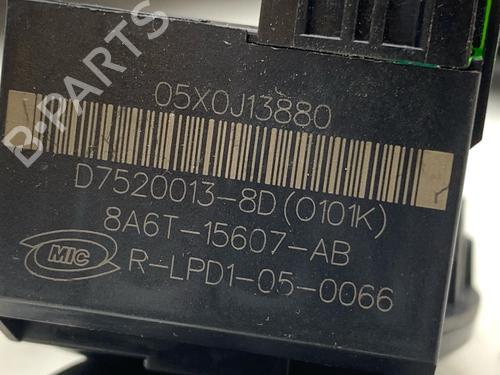 B-PARTS
05X0J13880
D7520013-8D(0101K)
8A6T-15607-AB
MIC R-LPD1-05-0066